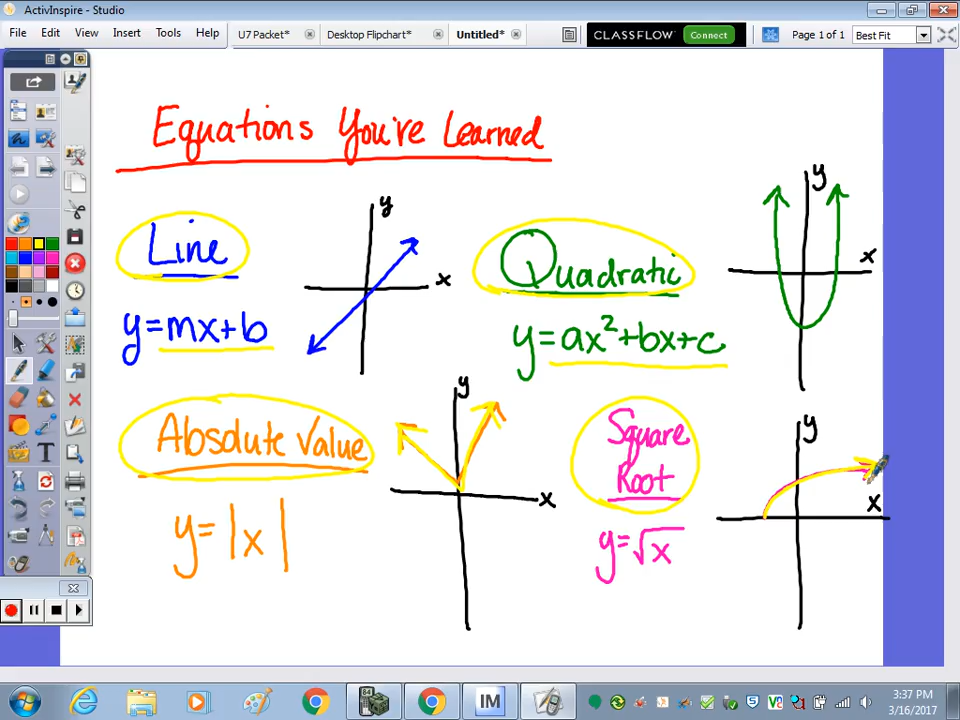 ActivInspire - Studio
File Edit View Insert Tools Help
U7 Packet* Desktop Flipchart* Untitled*
CLASSFLOW Connect
Page 1 of 1 Best Fit
Equations You've Learned
Line
y=mx+b
y
x
Quadratic
y=ax²+bx+c
y
x
Absolute Value
y=|x|
y
x
Square
Root
y=√x
y
x
84
IM
3:37 PM
3/16/2017